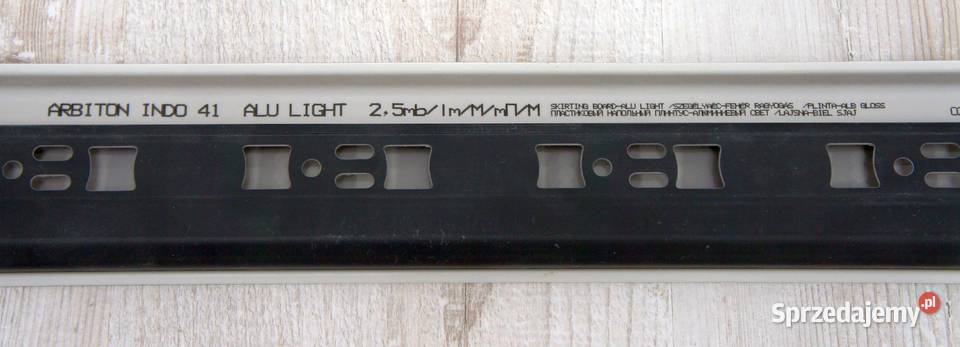 ARBITON INDO 41 ALU LIGHT 2,5mb/lm/M/mП/М
SKIRTING BOARD-ALU LIGHT /SZEGÉLYLÉC-FEHÉR RAGYOGÁS /PLINTA-ALB GLOSS
ПЛАСТИКОВЫЙ НАПОЛЬНЫЙ ПЛИНТУС-АЛЮМИНИЕВЫЙ СВЕТ /LAJSNA-BIEL SJAJ
Sprzedajemy.pl